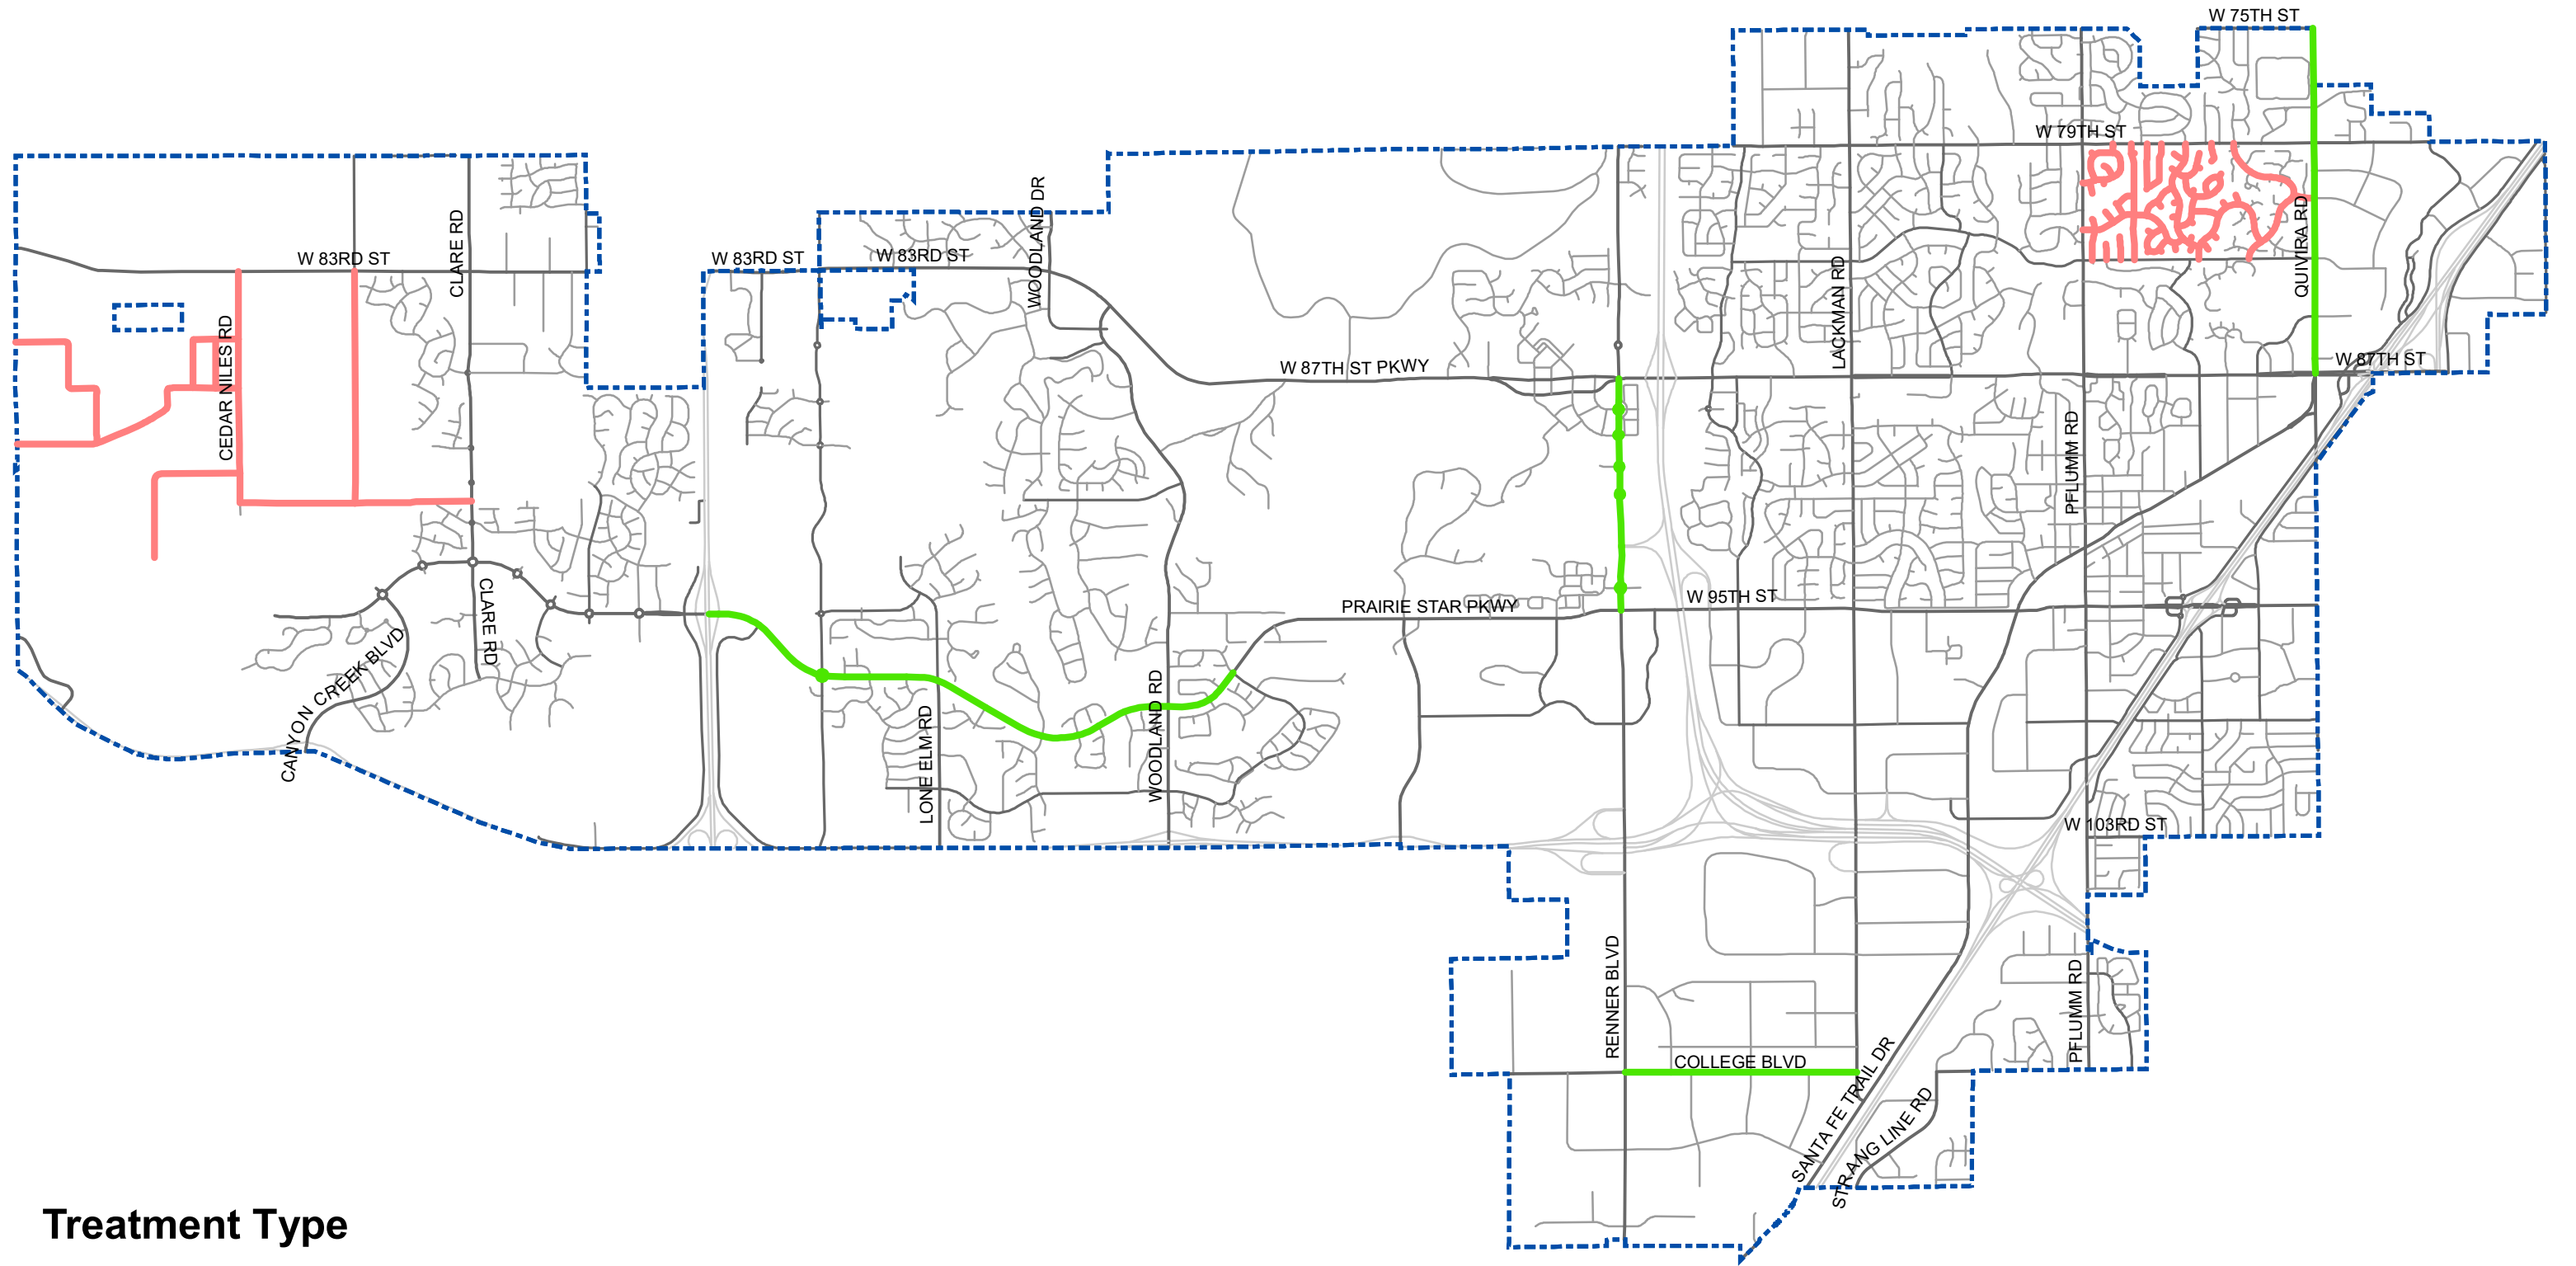 W 75TH ST
W 79TH ST
WOODLAND DR
CLARE RD
W 83RD ST
W 83RD ST
W 83RD ST
QUIVIRA RD
LACKMAN RD
CEDAR NILES RD
W 87TH ST PKWY
W 87TH ST
PFLUMM RD
PRAIRIE STAR PKWY
W 95TH ST
CLARE RD
CANYON CREEK BLVD
LONE ELM RD
WOODLAND RD
W 103RD ST
RENNER BLVD
PFLUMM RD
COLLEGE BLVD
SANTA FE TRAIL DR
STRANG LINE RD
Treatment Type